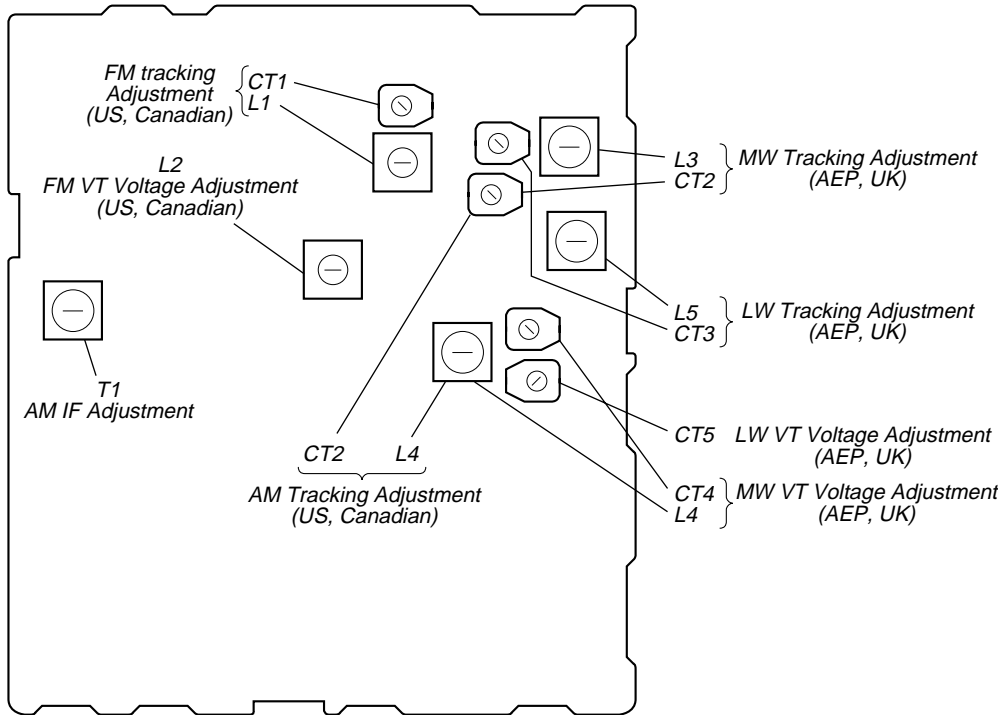 FM tracking
Adjustment
(US, Canadian)
CT1
L1
L2
FM VT Voltage Adjustment
(US, Canadian)
T1
AM IF Adjustment
CT2 L4
AM Tracking Adjustment
(US, Canadian)
L3
CT2
MW Tracking Adjustment
(AEP, UK)
L5
CT3
LW Tracking Adjustment
(AEP, UK)
CT5 LW VT Voltage Adjustment
(AEP, UK)
CT4
L4
MW VT Voltage Adjustment
(AEP, UK)